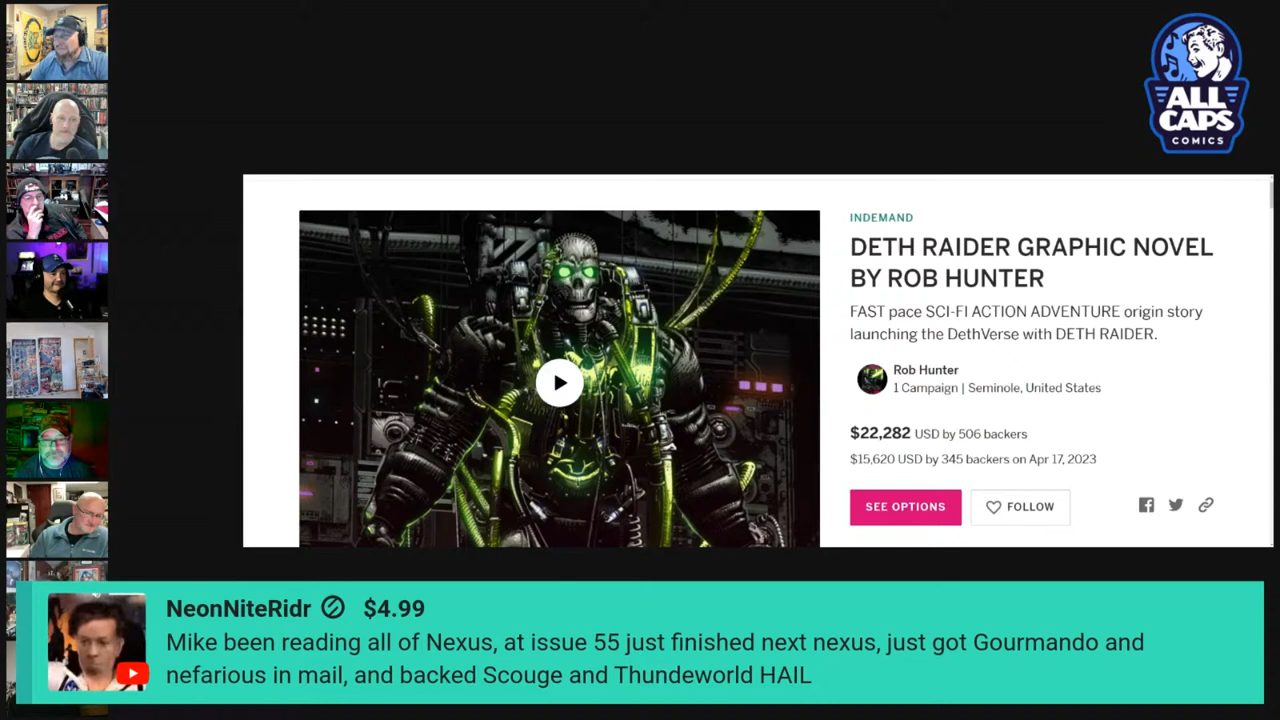 ALL
CAPS
COMICS
INDEMAND
DETH RAIDER GRAPHIC NOVEL
BY ROB HUNTER
FAST pace SCI-FI ACTION ADVENTURE origin story
launching the DethVerse with DETH RAIDER.
Rob Hunter
1 Campaign | Seminole, United States
$22,282 USD by 506 backers
$15,620 USD by 345 backers on Apr 17, 2023
SEE OPTIONS
FOLLOW
NeonNiteRidr $4.99
Mike been reading all of Nexus, at issue 55 just finished next nexus, just got Gourmando and
nefarious in mail, and backed Scouge and Thundeworld HAIL